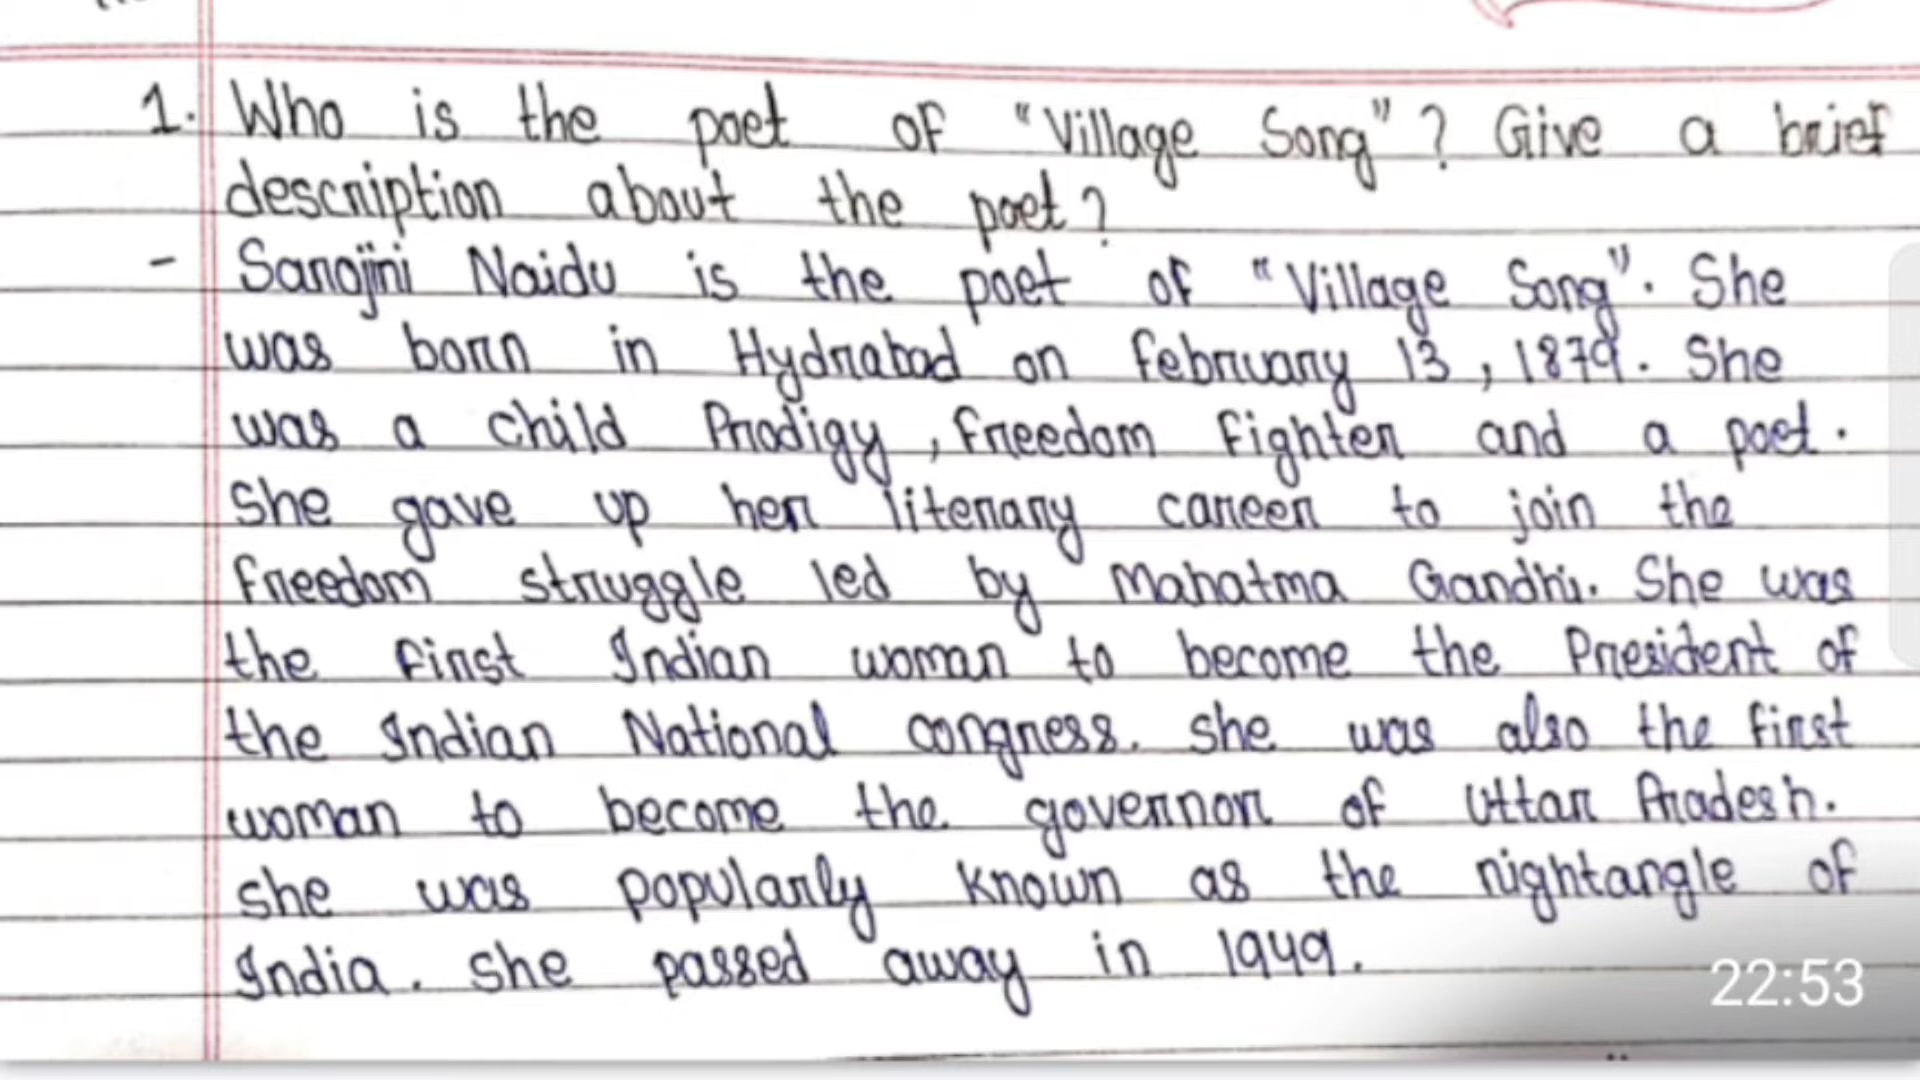 1. Who is the poet of "Village Song"? Give a brief
description about the poet?
- Sarojini Naidu is the poet of "Village Song". She
was born in Hydrabad on February 13, 1879. She
was a child Prodigy, freedom fighter and a poet.
She gave up her literary career to join the
freedom struggle led by Mahatma Gandhi. She was
the first Indian woman to become the President of
the Indian National congress. she was also the first
woman to become the governor of Uttar Pradesh.
she was popularly known as the nightangle of
India. she passed away in 1949.
22:53